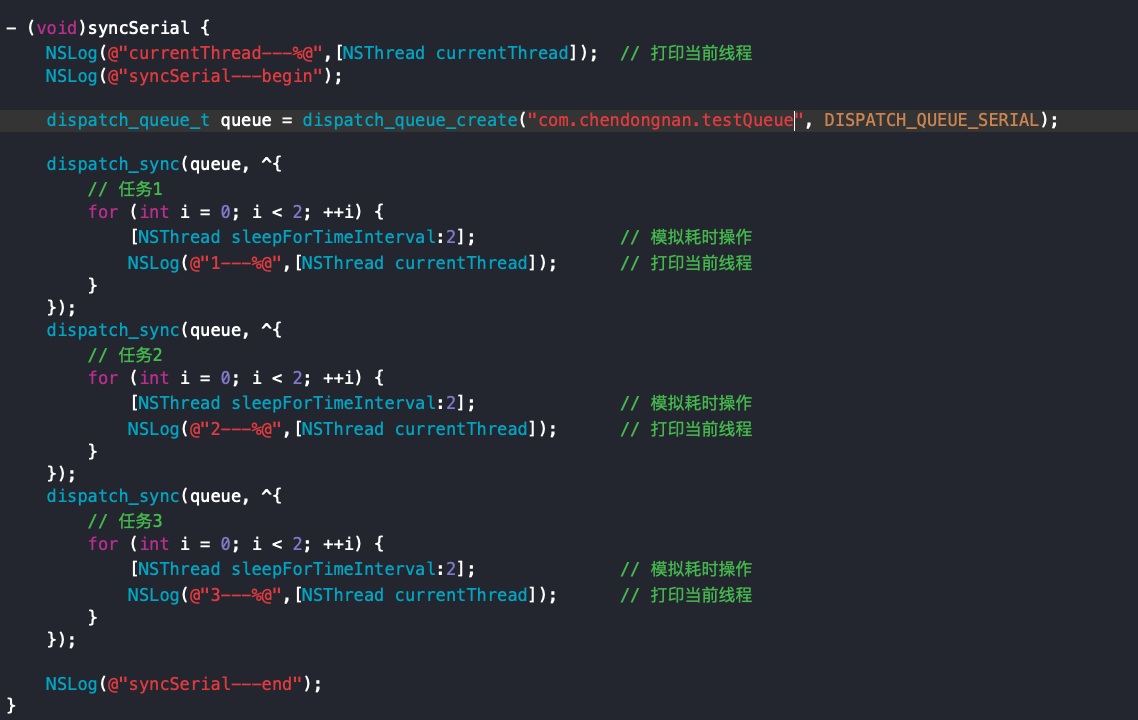 - (void)syncSerial {
    NSLog(@"currentThread---%@",[NSThread currentThread]);  // 打印当前线程
    NSLog(@"syncSerial---begin");
    dispatch_queue_t queue = dispatch_queue_create("com.chendongnan.testQueue", DISPATCH_QUEUE_SERIAL);
    dispatch_sync(queue, ^{
        // 任务1
        for (int i = 0; i < 2; ++i) {
            [NSThread sleepForTimeInterval:2];              // 模拟耗时操作
            NSLog(@"1---%@",[NSThread currentThread]);      // 打印当前线程
        }
    });
    dispatch_sync(queue, ^{
        // 任务2
        for (int i = 0; i < 2; ++i) {
            [NSThread sleepForTimeInterval:2];              // 模拟耗时操作
            NSLog(@"2---%@",[NSThread currentThread]);      // 打印当前线程
        }
    });
    dispatch_sync(queue, ^{
        // 任务3
        for (int i = 0; i < 2; ++i) {
            [NSThread sleepForTimeInterval:2];              // 模拟耗时操作
            NSLog(@"3---%@",[NSThread currentThread]);      // 打印当前线程
        }
    });
    NSLog(@"syncSerial---end");
}